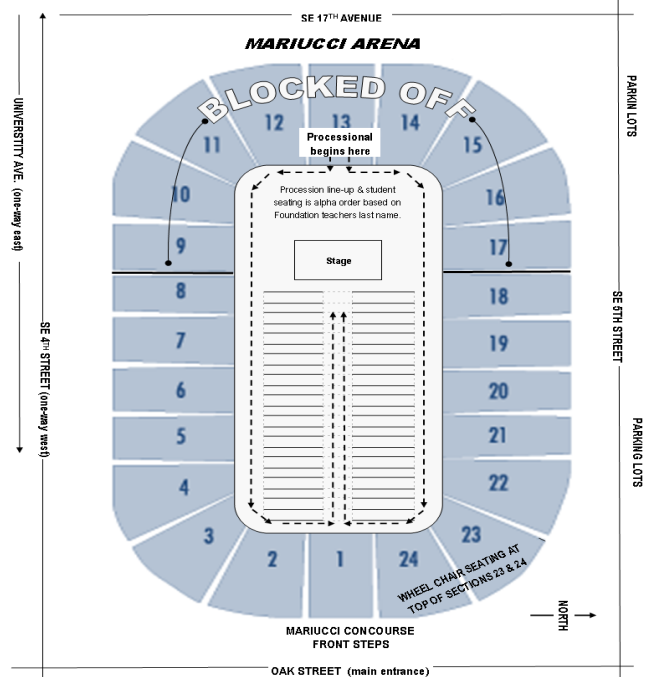 SE 17TH AVENUE
MARIUCCI ARENA
BLOCKED OFF
12
13
14
11
15
Processional
begins here
10
16
Procession line-up & student
seating is alpha order based on
Foundation teachers last name.
9
17
Stage
8
18
7
19
6
20
5
21
4
22
3
23
2
1
24
WHEEL CHAIR SEATING AT
TOP OF SECTIONS 23 & 24
NORTH
MARIUCCI CONCOURSE
FRONT STEPS
OAK STREET (main entrance)
UNIVERSTITY AVE. (one-way east)
SE 4TH STREET (one-way west)
PARKIN LOTS
SE 5TH STREET
PARKING LOTS